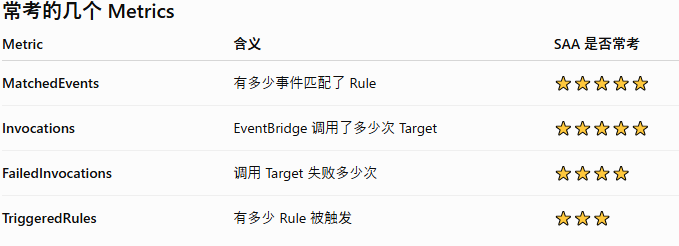 常考的几个 Metrics
Metric 含义 SAA 是否常考
MatchedEvents 有多少事件匹配了 Rule ⭐⭐⭐⭐⭐
Invocations EventBridge 调用了多少次 Target ⭐⭐⭐⭐⭐
FailedInvocations 调用 Target 失败多少次 ⭐⭐⭐⭐
TriggeredRules 有多少 Rule 被触发 ⭐⭐⭐